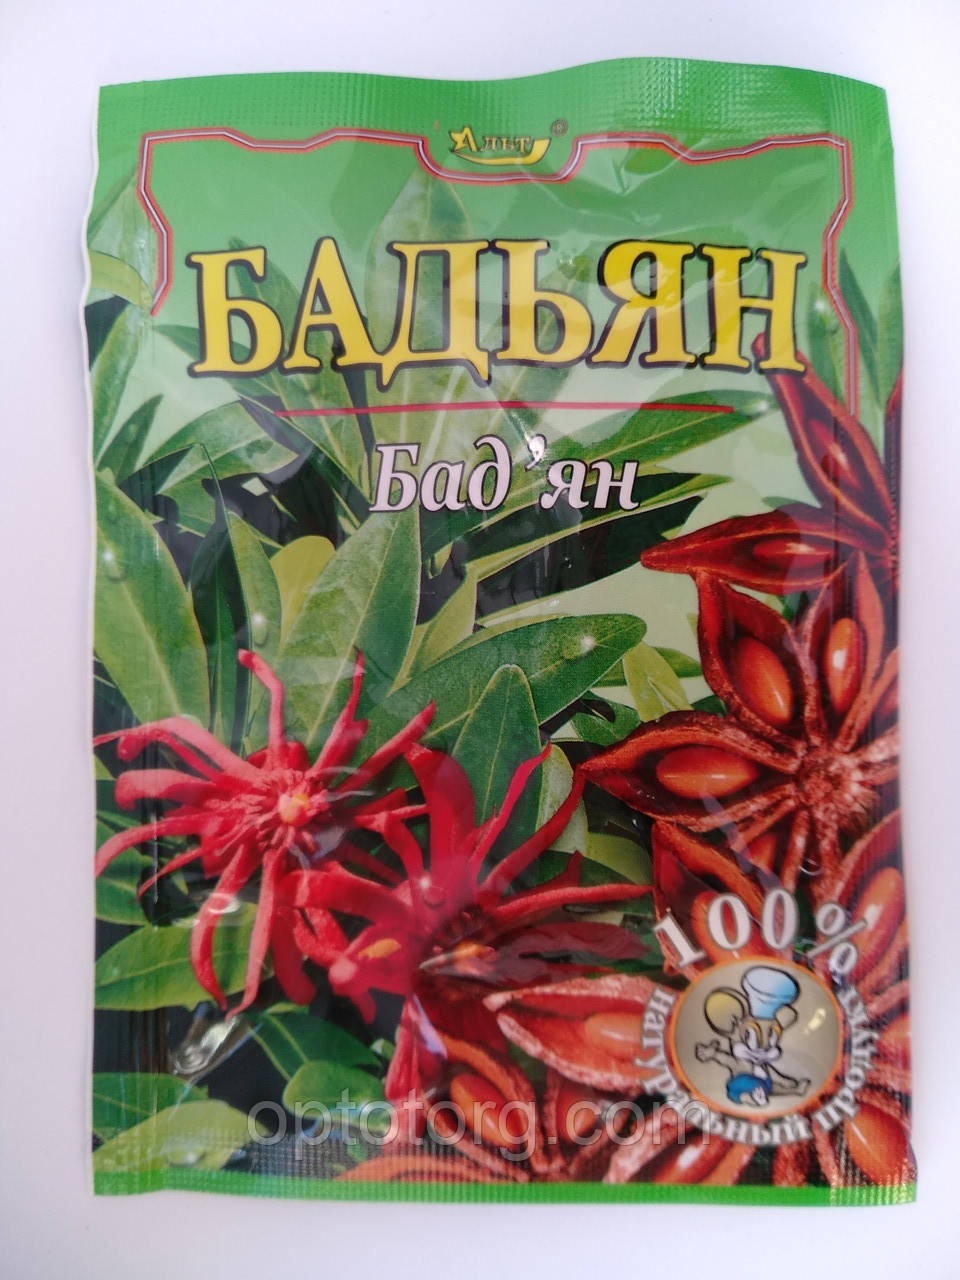 Альт®
БАДЬЯН
Бад’ян
100%
натуральный продукт
optotorg.com